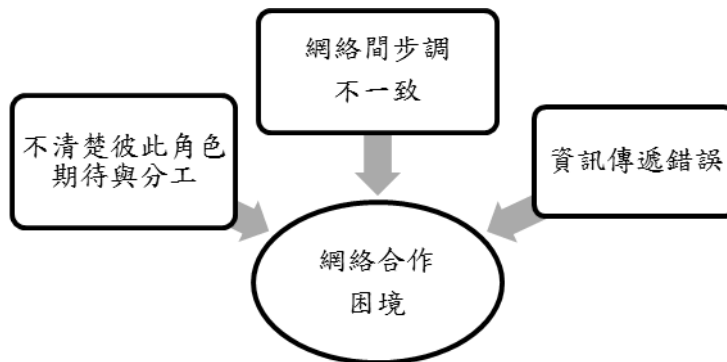 網絡間步調
不一致
不清楚彼此角色
期待與分工
資訊傳遞錯誤
網絡合作
困境